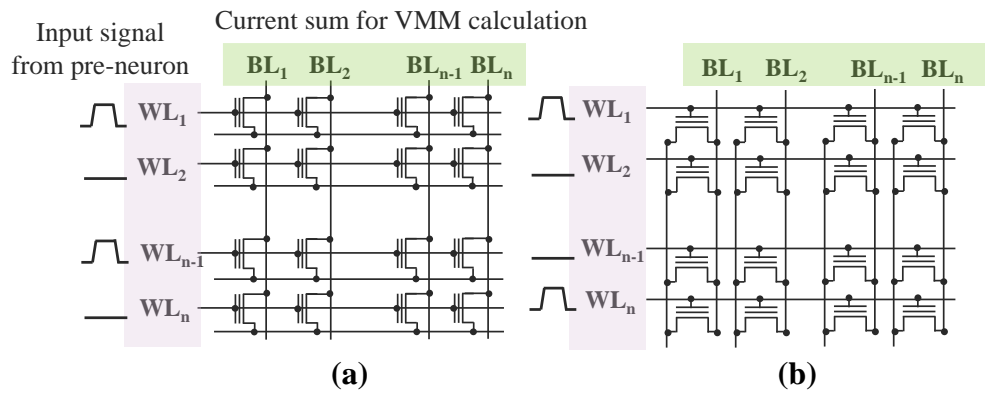 Input signal
from pre-neuron
Current sum for VMM calculation
BL₁ BL₂ BLₙ₋₁ BLₙ
WL₁
WL₂
WLₙ₋₁
WLₙ
(a)
BL₁ BL₂ BLₙ₋₁ BLₙ
WL₁
WL₂
WLₙ₋₁
WLₙ
(b)